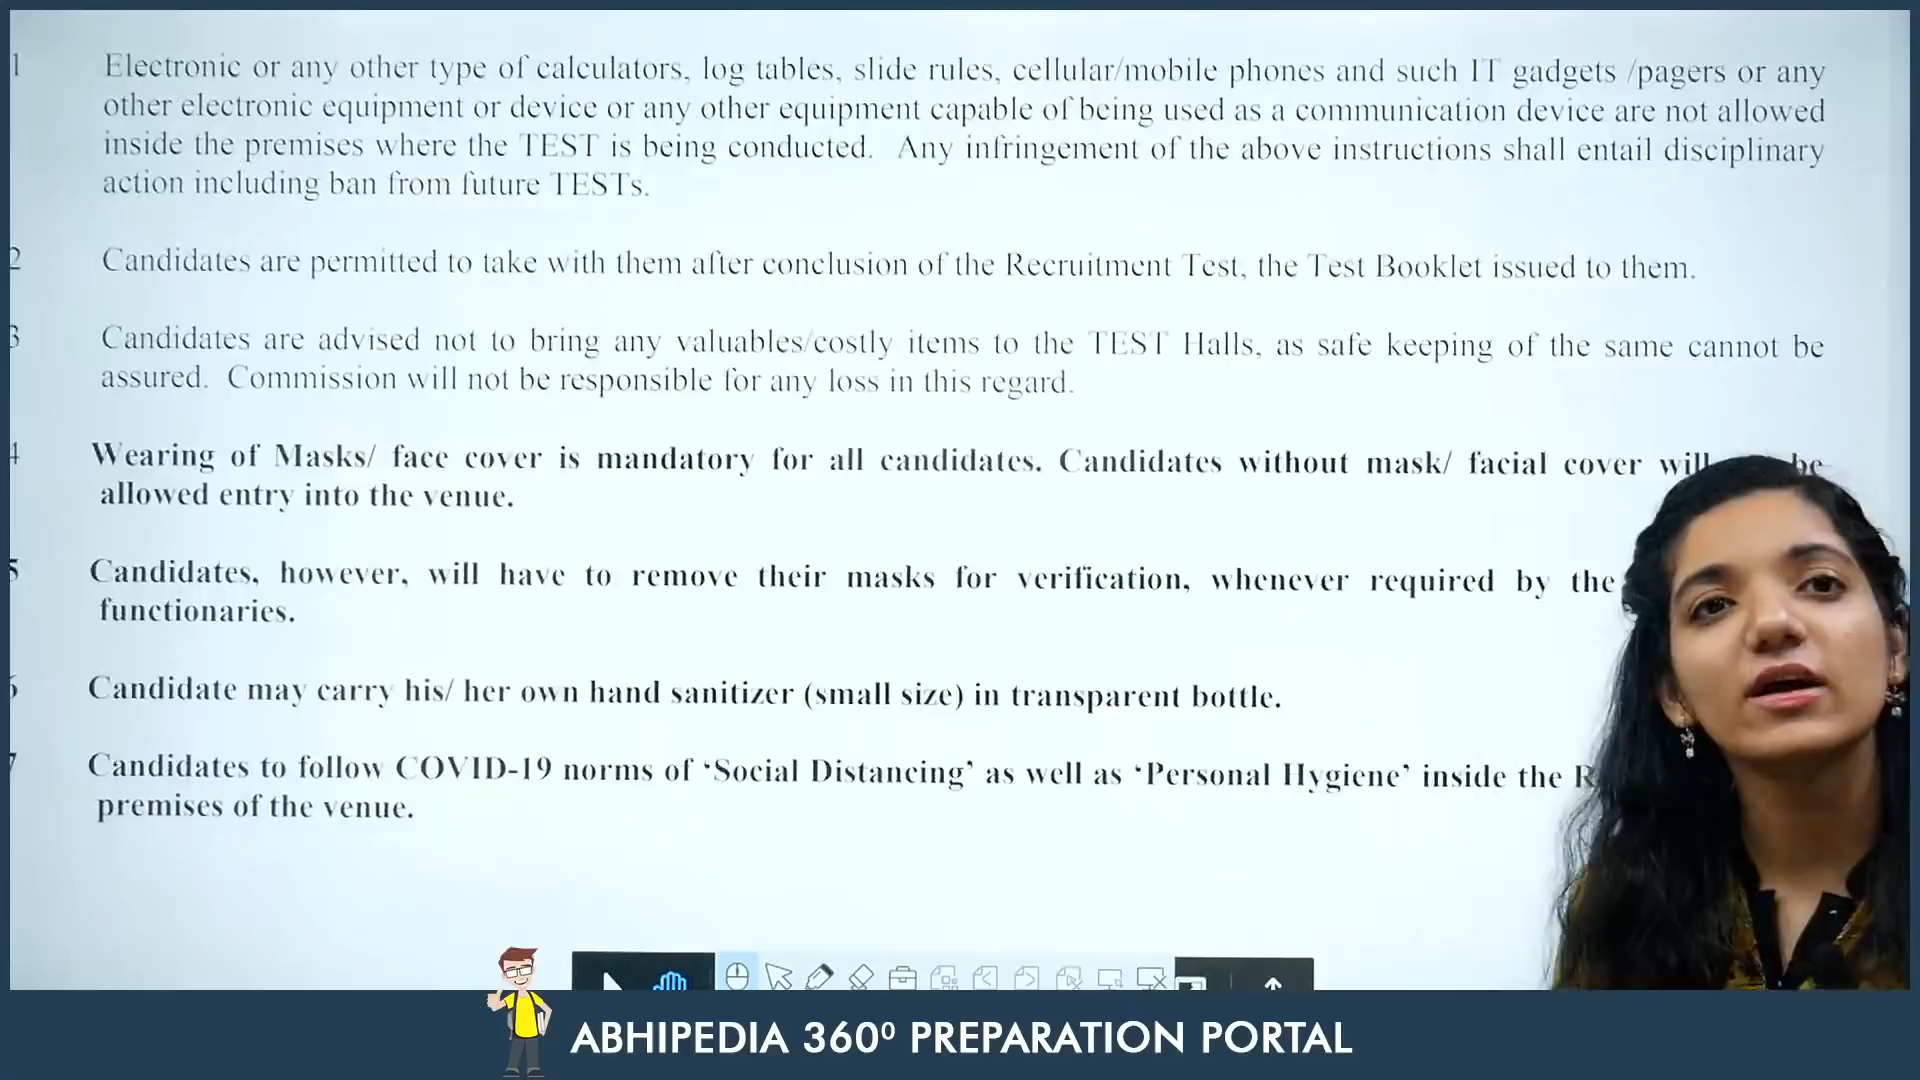 1 Electronic or any other type of calculators, log tables, slide rules, cellular/mobile phones and such IT gadgets /pagers or any
other electronic equipment or device or any other equipment capable of being used as a communication device are not allowed
inside the premises where the TEST is being conducted. Any infringement of the above instructions shall entail disciplinary
action including ban from future TESTs.
2 Candidates are permitted to take with them after conclusion of the Recruitment Test, the Test Booklet issued to them.
3 Candidates are advised not to bring any valuables/costly items to the TEST Halls, as safe keeping of the same cannot be
assured. Commission will not be responsible for any loss in this regard.
4 Wearing of Masks/ face cover is mandatory for all candidates. Candidates without mask/ facial cover will be
allowed entry into the venue.
5 Candidates, however, will have to remove their masks for verification, whenever required by the
functionaries.
Candidate may carry his/ her own hand sanitizer (small size) in transparent bottle.
7 Candidates to follow COVID-19 norms of ‘Social Distancing’ as well as ‘Personal Hygiene’ inside the
premises of the venue.
ABHIPEDIA 360⁰ PREPARATION PORTAL